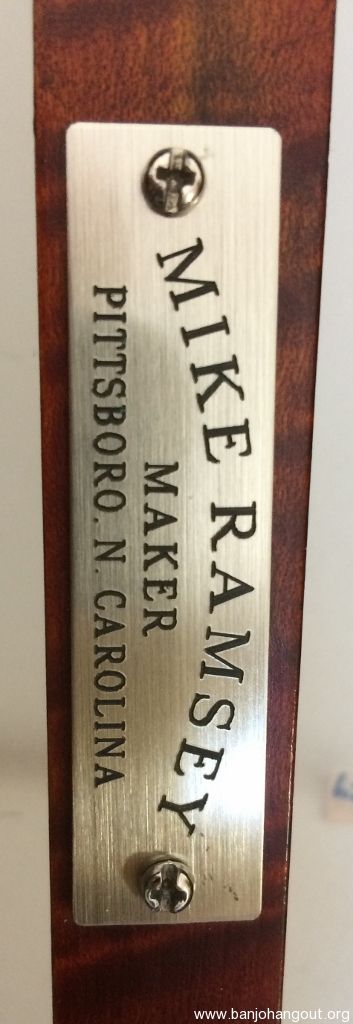 MIKE RAMSEY
MAKER
PITTSBORO. N. CAROLINA
www.banjohangout.org